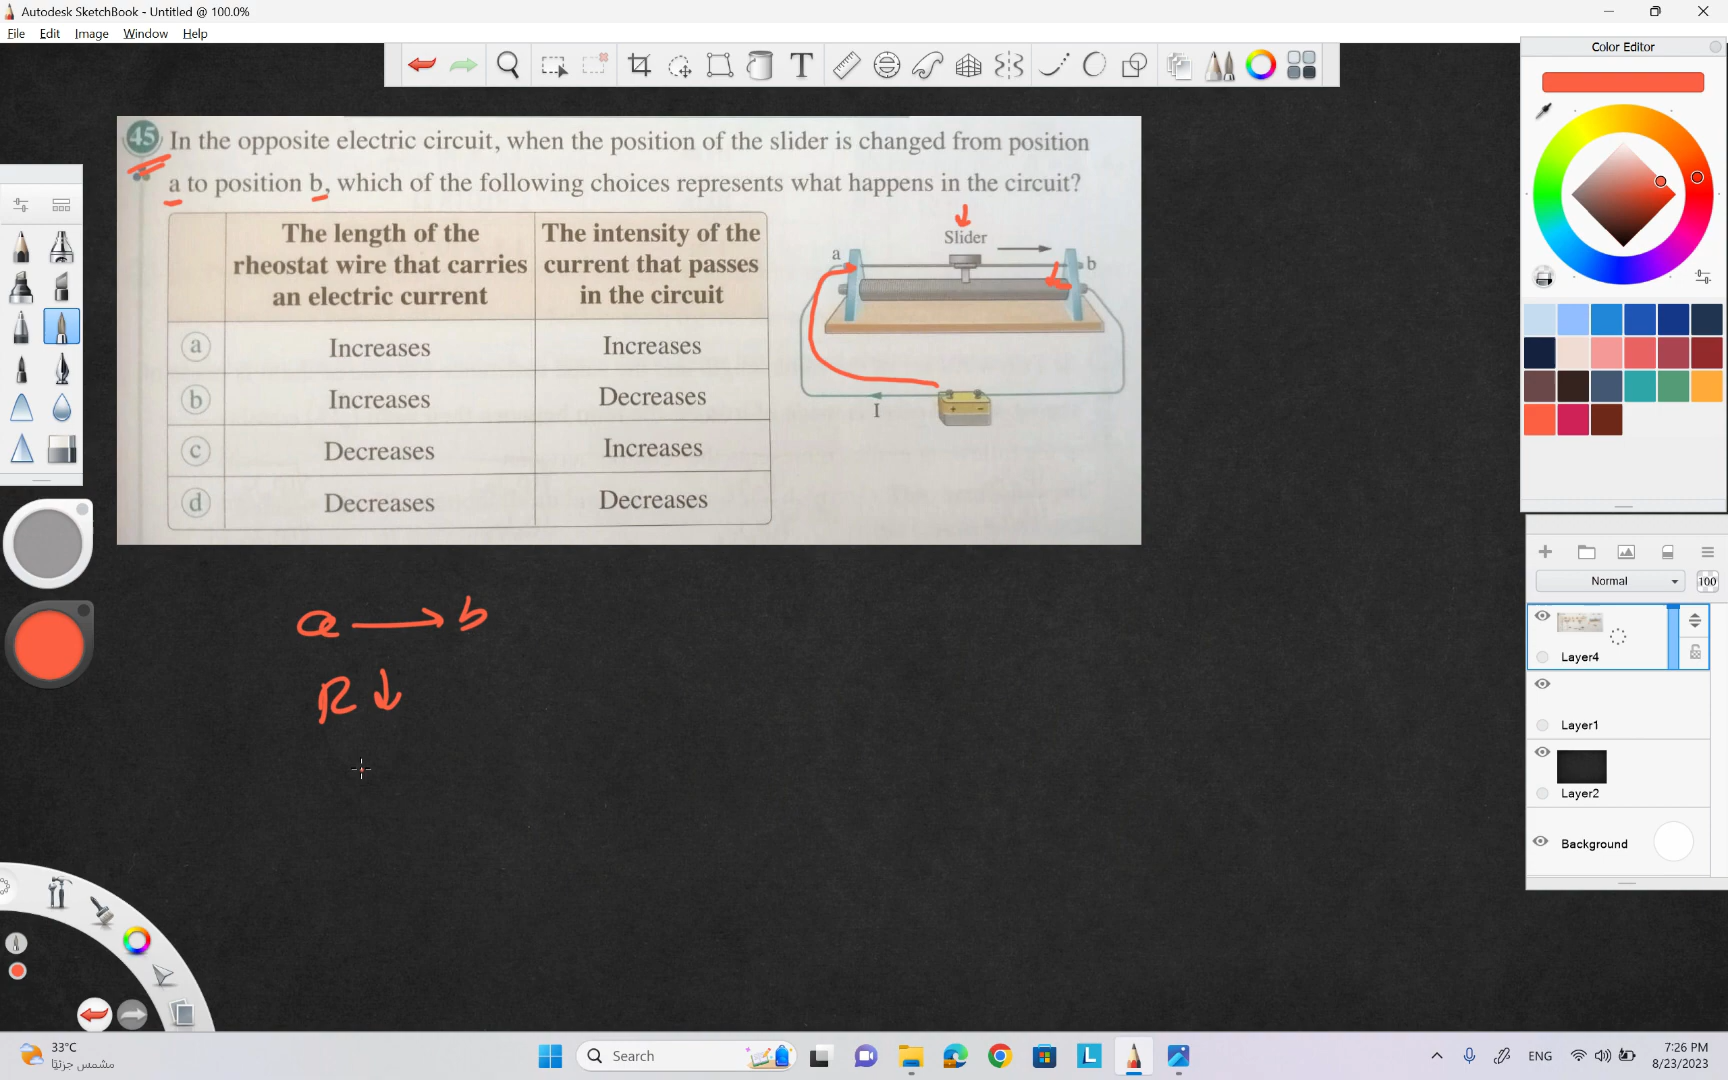 Autodesk SketchBook - Untitled @ 100.0%
File Edit Image Window Help
Color Editor
45 In the opposite electric circuit, when the position of the slider is changed from position
a to position b, which of the following choices represents what happens in the circuit?
The length of the rheostat wire that carries an electric current
The intensity of the current that passes in the circuit
a Increases Increases
b Increases Decreases
c Decreases Increases
d Decreases Decreases
Slider
a
b
I
+ -
a → b
R ↓
Normal
100
Layer4
Layer1
Layer2
Background
33°C
مشمس جزئيًا
Search
L
ENG
7:26 PM
8/23/2023